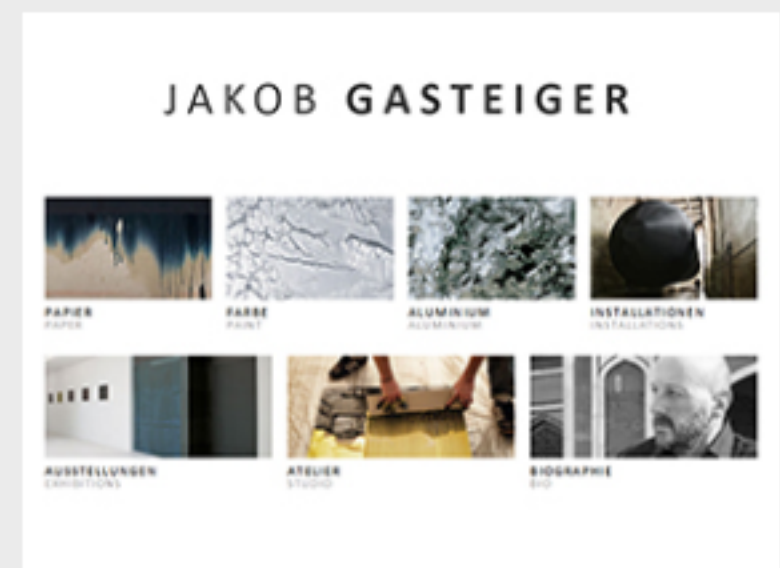 JAKOB GASTEIGER
PAPIER
PAPER
FARBE
PAINT
ALUMINIUM
ALUMINIUM
INSTALLATIONEN
INSTALLATIONS
AUSSTELLUNGEN
EXHIBITIONS
ATELIER
STUDIO
BIOGRAPHIE
BIO